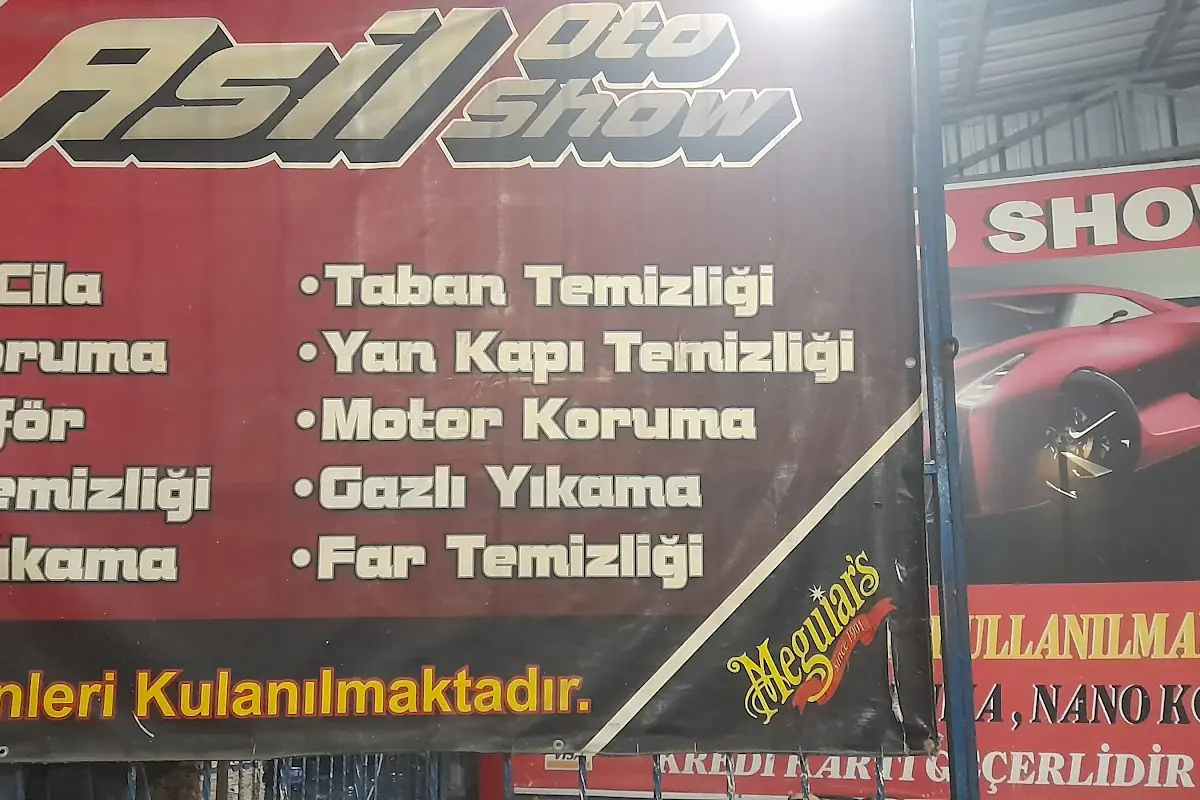 Asil Oto Show
Cila
oruma
för
emizliği
ıkama
•Taban Temizliği
•Yan Kapı Temizliği
•Motor Koruma
•Gazlı Yıkama
•Far Temizliği
nleri Kulanılmaktadır.
Meguiar's
since 1901
O SHOW
KULLANILMA
MA, NANO KO
KREDİ KARTI GEÇERLİDİR